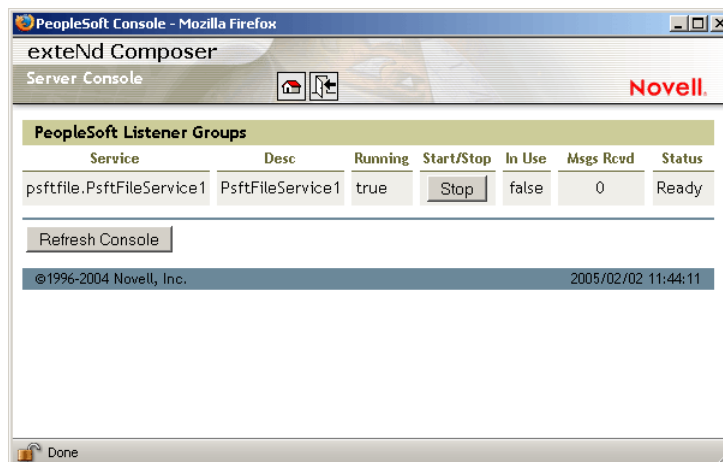 PeopleSoft Console - Mozilla Firefox
exteNd Composer
Server Console
Novell.
PeopleSoft Listener Groups
Service Desc Running Start/Stop In Use Msgs Rcvd Status
psftfile.PsftFileService1 PsftFileService1 true Stop false 0 Ready
Refresh Console
©1996-2004 Novell, Inc. 2005/02/02 11:44:11
Done